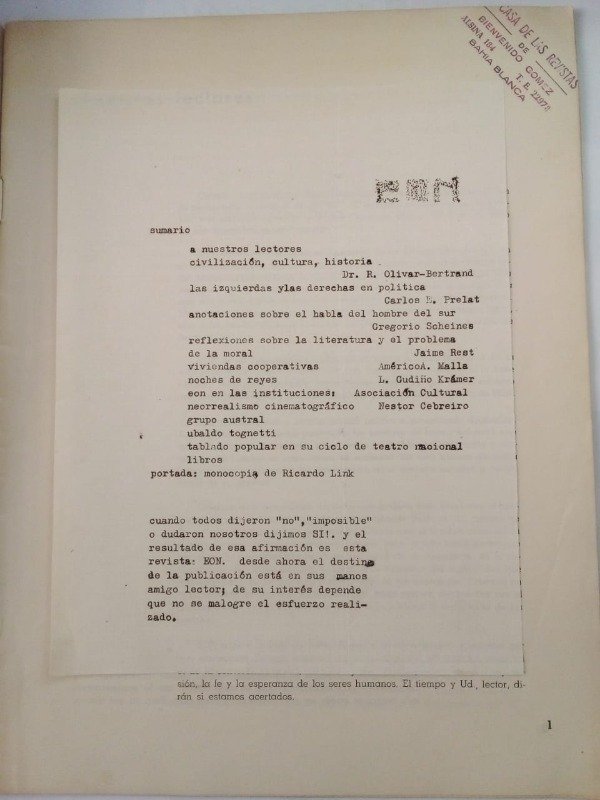 CASA DE LAS REVISTAS
DE
BIENVENIDO GOMEZ
ALSINA 184 T. E. 22978
BAHIA BLANCA
EON
sumario
a nuestros lectores
civilización, cultura, historia
Dr. R. Olivar-Bertrand
las izquierdas ylas derechas en política
Carlos E. Prelat
anotaciones sobre el habla del hombre del sur
Gregorio Scheines
reflexiones sobre la literatura y el problema
de la moral Jaime Rest
viviendas cooperativas AméricoA. Malla
noches de reyes L. Gudiño Krámer
eon en las instituciones: Asociación Cultural
neorrealismo cinematográfico Nestor Cebreiro
grupo austral
ubaldo tognetti
tablado popular en su ciclo de teatro nacional
libros
portada: monocopia de Ricardo Link
cuando todos dijeron "no","imposible"
o dudaron nosotros dijimos SI!. y el
resultado de esa afirmación es esta
revista: EON. desde ahora el destino
de la publicación está en sus manos
amigo lector; de su interés depende
que no se malogre el esfuerzo reali-
zado.
sión, la fe y la esperanza de los seres humanos. El tiempo y Ud., lector, di-
rán si estamos acertados.
1